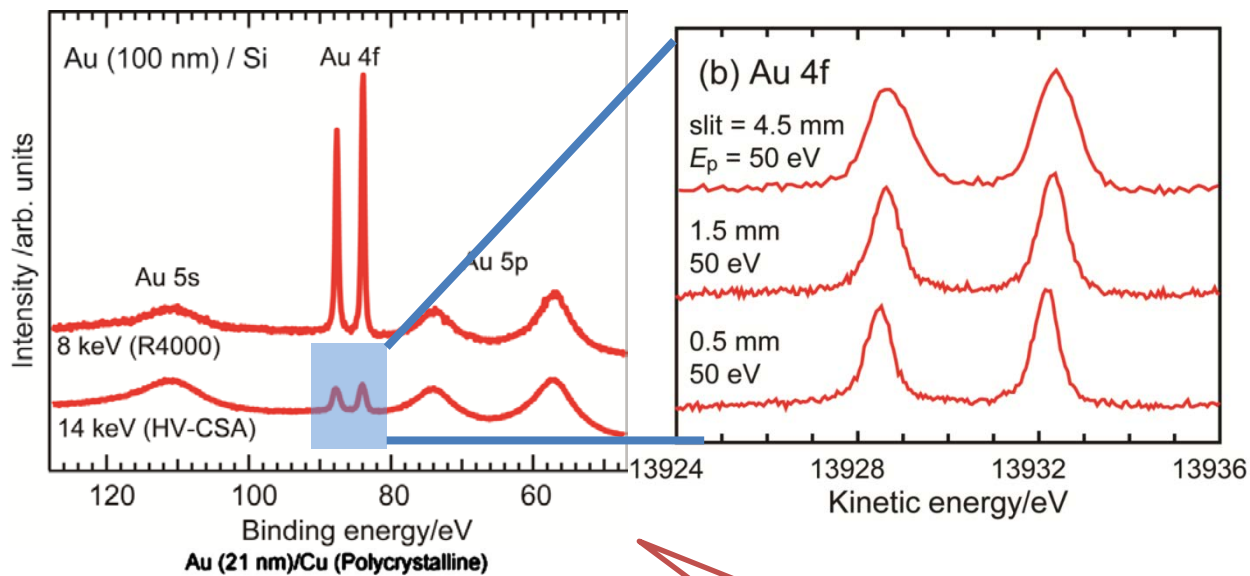 Au (100 nm) / Si
Au 4f
Au 5s
Au 5p
8 keV (R4000)
14 keV (HV-CSA)
Intensity /arb. units
120 100 80 60
Binding energy/eV
Au (21 nm)/Cu (Polycrystalline)
(b) Au 4f
slit = 4.5 mm
Ep = 50 eV
1.5 mm
50 eV
0.5 mm
50 eV
13924 13928 13932 13936
Kinetic energy/eV